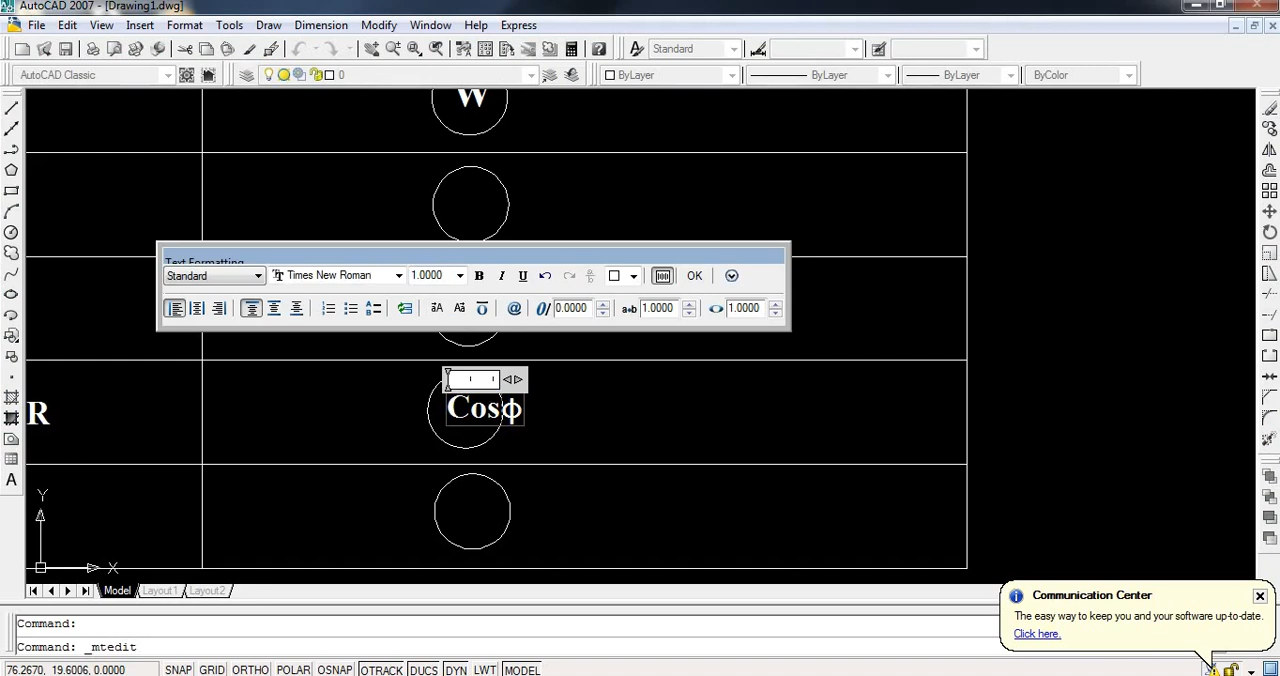 AutoCAD 2007 - [Drawing1.dwg]
File Edit View Insert Format Tools Draw Dimension Modify Window Help Express
Standard
AutoCAD Classic 0 ByLayer ByLayer ByLayer ByColor
W
Text Formatting
Standard Times New Roman 1.0000 B I U OK
@ 0/ 0.0000 a+b 1.0000 1.0000
R Cosφ
Y
X
Model Layout1 Layout2
Communication Center
The easy way to keep you and your software up-to-date.
Click here.
Command:
Command: _mtedit
76.2670, 19.6006, 0.0000 SNAP GRID ORTHO POLAR OSNAP OTRACK DUCS DYN LWT MODEL